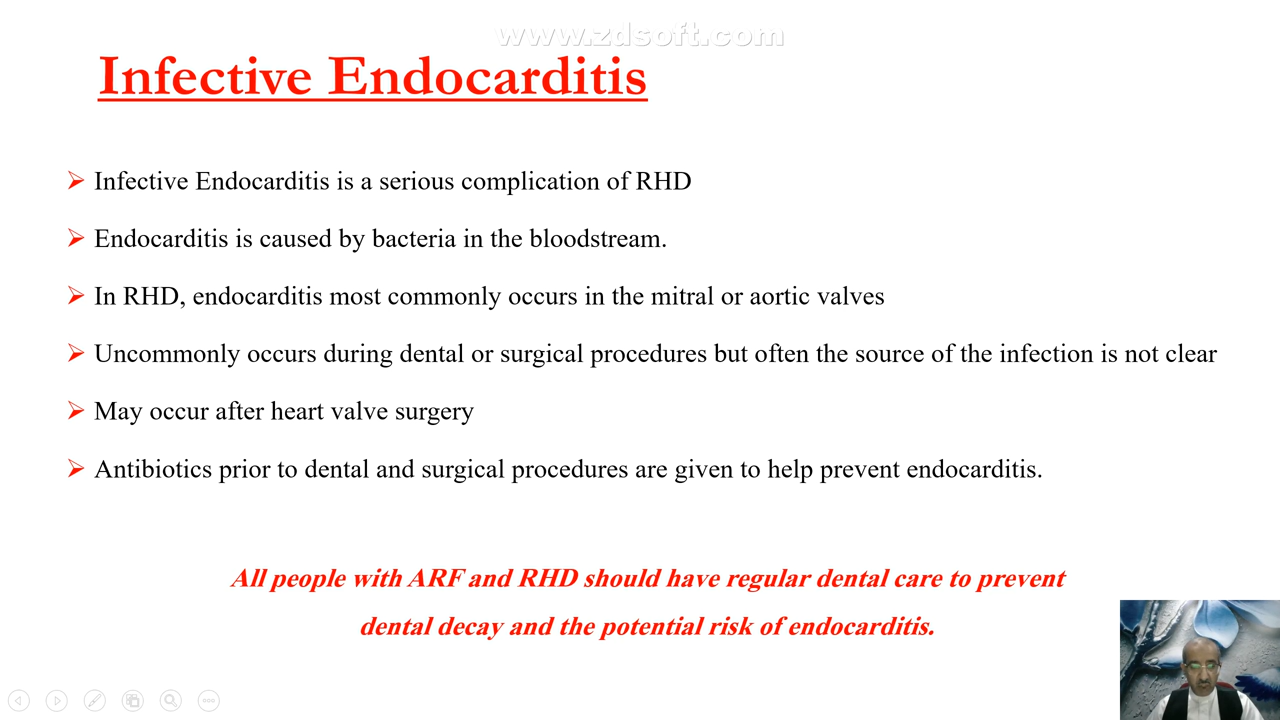 www.zdsoft.com
Infective Endocarditis
Infective Endocarditis is a serious complication of RHD
Endocarditis is caused by bacteria in the bloodstream.
In RHD, endocarditis most commonly occurs in the mitral or aortic valves
Uncommonly occurs during dental or surgical procedures but often the source of the infection is not clear
May occur after heart valve surgery
Antibiotics prior to dental and surgical procedures are given to help prevent endocarditis.
All people with ARF and RHD should have regular dental care to prevent
dental decay and the potential risk of endocarditis.